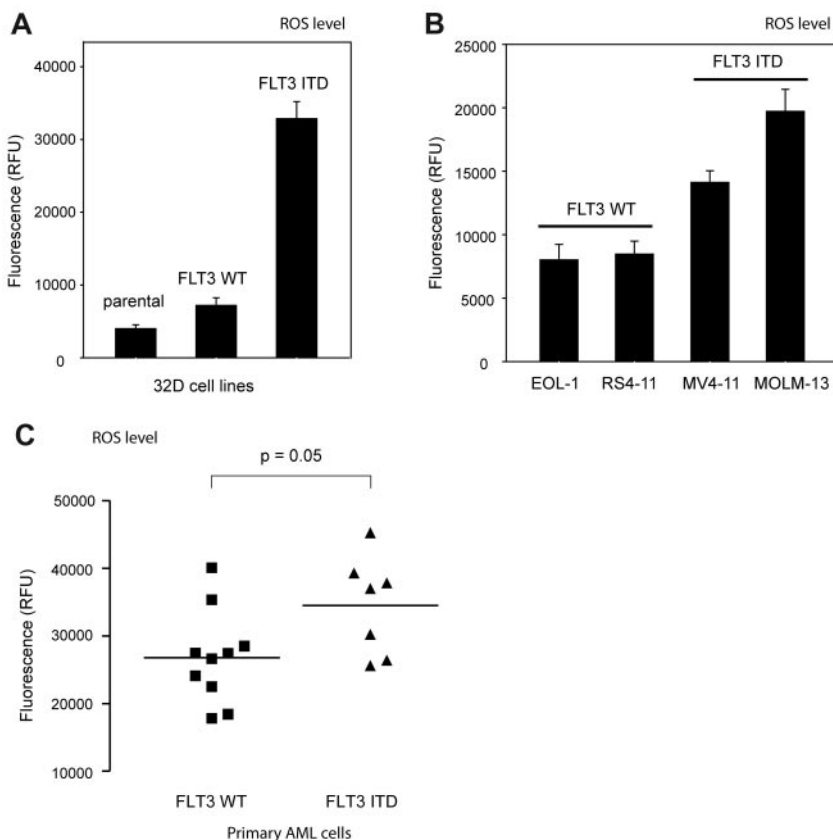 A
ROS level
Fluorescence (RFU)
40000
30000
20000
10000
0
parental
FLT3 WT
FLT3 ITD
32D cell lines
B
ROS level
Fluorescence (RFU)
25000
20000
15000
10000
5000
0
FLT3 WT
FLT3 ITD
EOL-1 RS4-11 MV4-11 MOLM-13
C
ROS level
p = 0.05
Fluorescence (RFU)
50000
40000
30000
20000
10000
FLT3 WT FLT3 ITD
Primary AML cells